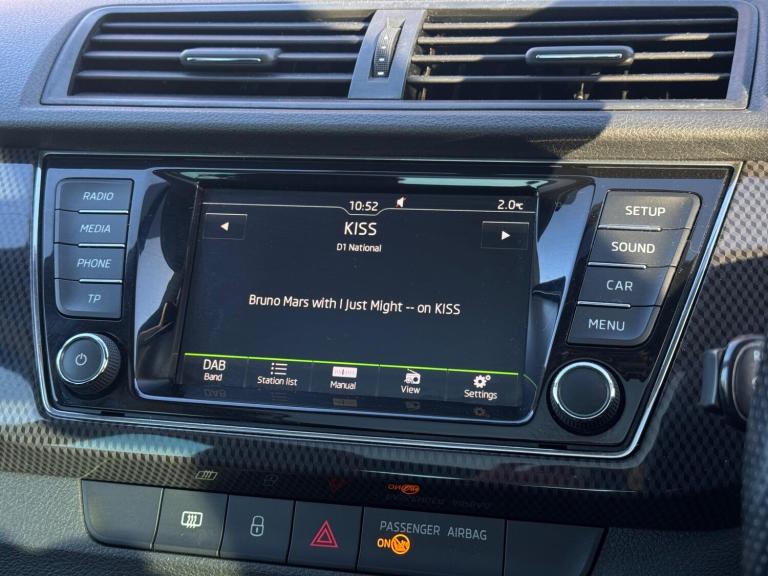 RADIO
MEDIA
PHONE
TP
10:52
2.0°C
KISS
D1 National
Bruno Mars with I Just Might -- on KISS
DAB
Band
Station list
Manual
View
Settings
SETUP
SOUND
CAR
MENU
PASSENGER AIRBAG
ON